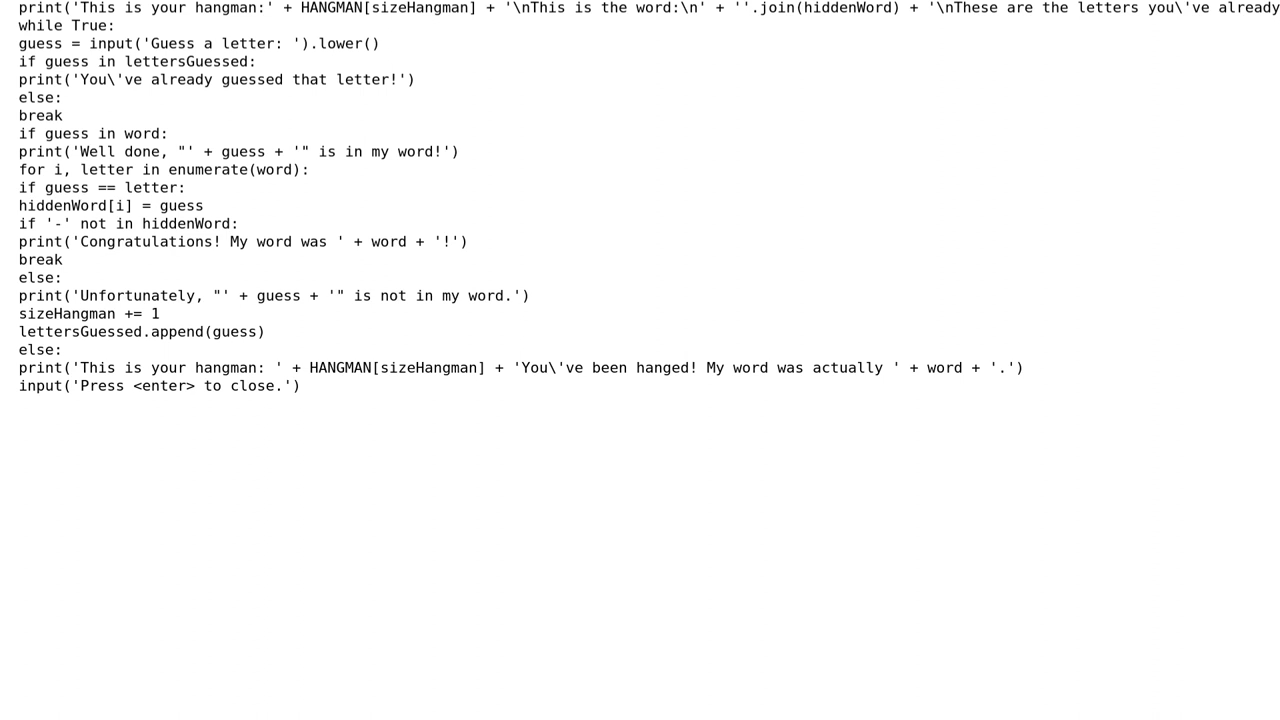 print('This is your hangman:' + HANGMAN[sizeHangman] + '\nThis is the word:\n' + ''.join(hiddenWord) + '\nThese are the letters you\'ve already
while True:
guess = input('Guess a letter: ').lower()
if guess in lettersGuessed:
print('You\'ve already guessed that letter!')
else:
break
if guess in word:
print('Well done, "' + guess + '" is in my word!')
for i, letter in enumerate(word):
if guess == letter:
hiddenWord[i] = guess
if '-' not in hiddenWord:
print('Congratulations! My word was ' + word + '!')
break
else:
print('Unfortunately, "' + guess + '" is not in my word.')
sizeHangman += 1
lettersGuessed.append(guess)
else:
print('This is your hangman: ' + HANGMAN[sizeHangman] + 'You\'ve been hanged! My word was actually ' + word + '.')
input('Press <enter> to close.')